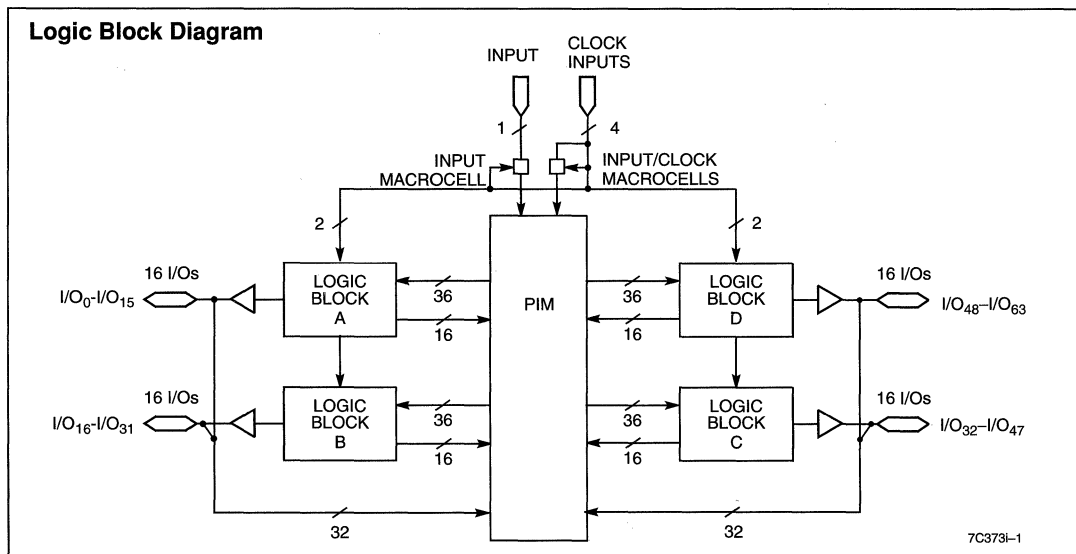 Logic Block Diagram
INPUT
CLOCK
INPUTS
1
4
INPUT
MACROCELL
INPUT/CLOCK
MACROCELLS
2
2
16 I/Os
I/O0-I/O15
LOGIC
BLOCK
A
36
16
PIM
36
16
LOGIC
BLOCK
D
16 I/Os
I/O48–I/O63
16 I/Os
I/O16-I/O31
LOGIC
BLOCK
B
36
16
36
16
LOGIC
BLOCK
C
16 I/Os
I/O32–I/O47
32
32
7C373i–1